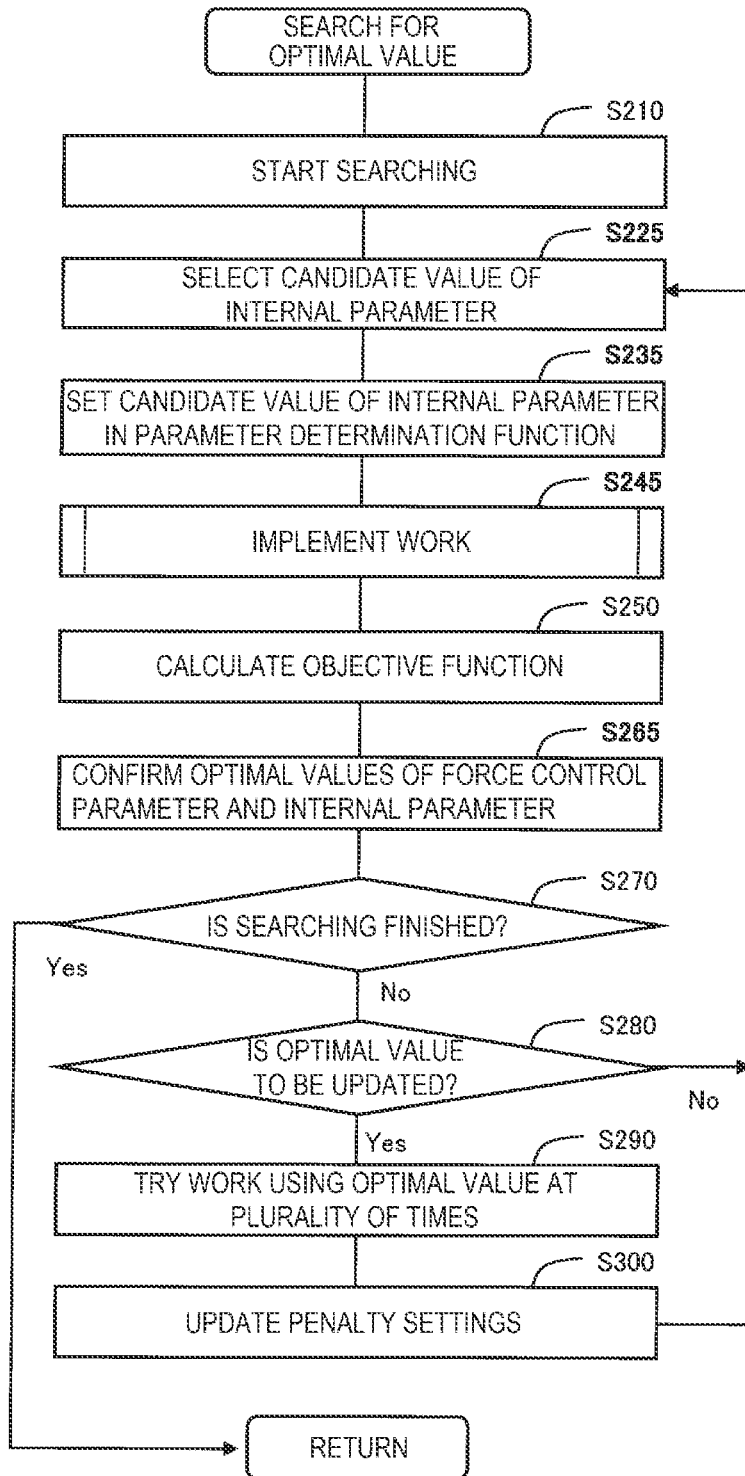 SEARCH FOR
OPTIMAL VALUE
S210
START SEARCHING
S225
SELECT CANDIDATE VALUE OF
INTERNAL PARAMETER
S235
SET CANDIDATE VALUE OF INTERNAL PARAMETER
IN PARAMETER DETERMINATION FUNCTION
S245
IMPLEMENT WORK
S250
CALCULATE OBJECTIVE FUNCTION
S265
CONFIRM OPTIMAL VALUES OF FORCE CONTROL
PARAMETER AND INTERNAL PARAMETER
S270
IS SEARCHING FINISHED?
Yes
No
S280
IS OPTIMAL VALUE
TO BE UPDATED?
No
Yes
S290
TRY WORK USING OPTIMAL VALUE AT
PLURALITY OF TIMES
S300
UPDATE PENALTY SETTINGS
RETURN